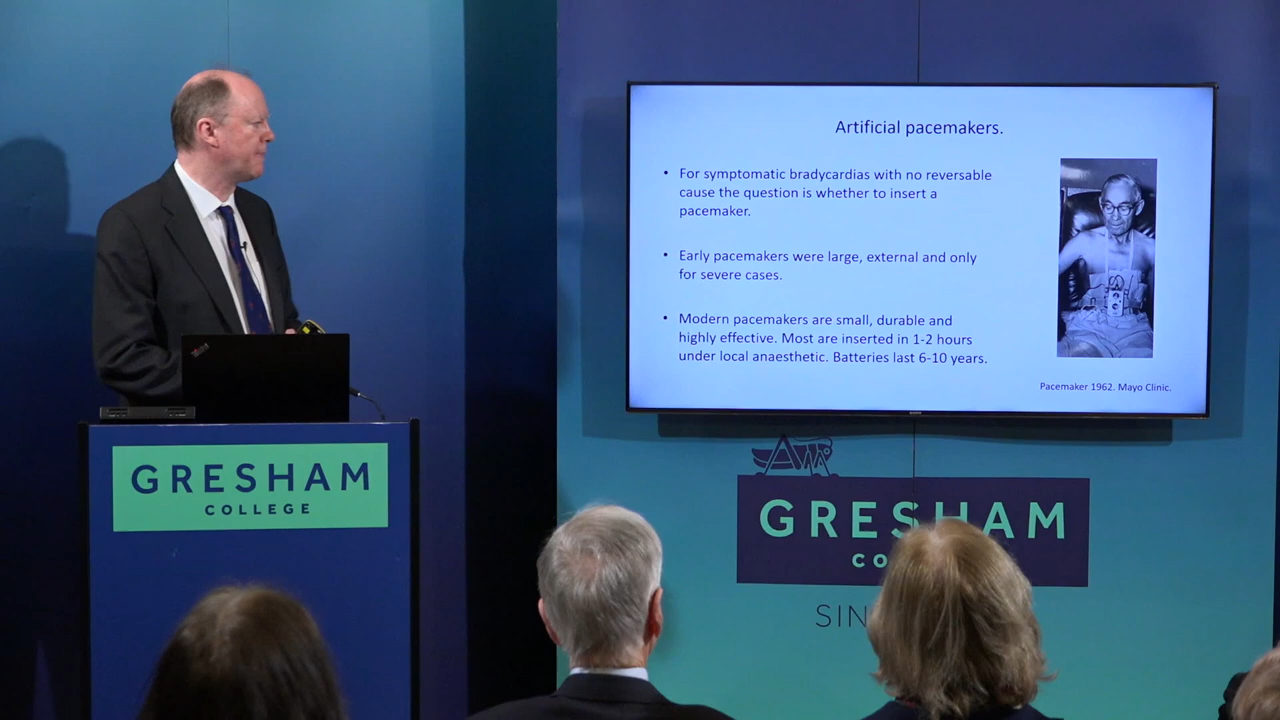 Artificial pacemakers.
• For symptomatic bradycardias with no reversable
cause the question is whether to insert a
pacemaker.
• Early pacemakers were large, external and only
for severe cases.
• Modern pacemakers are small, durable and
highly effective. Most are inserted in 1-2 hours
under local anaesthetic. Batteries last 6-10 years.
Pacemaker 1962. Mayo Clinic.
GRESHAM
COLLEGE
GRESHAM
CO
SIN